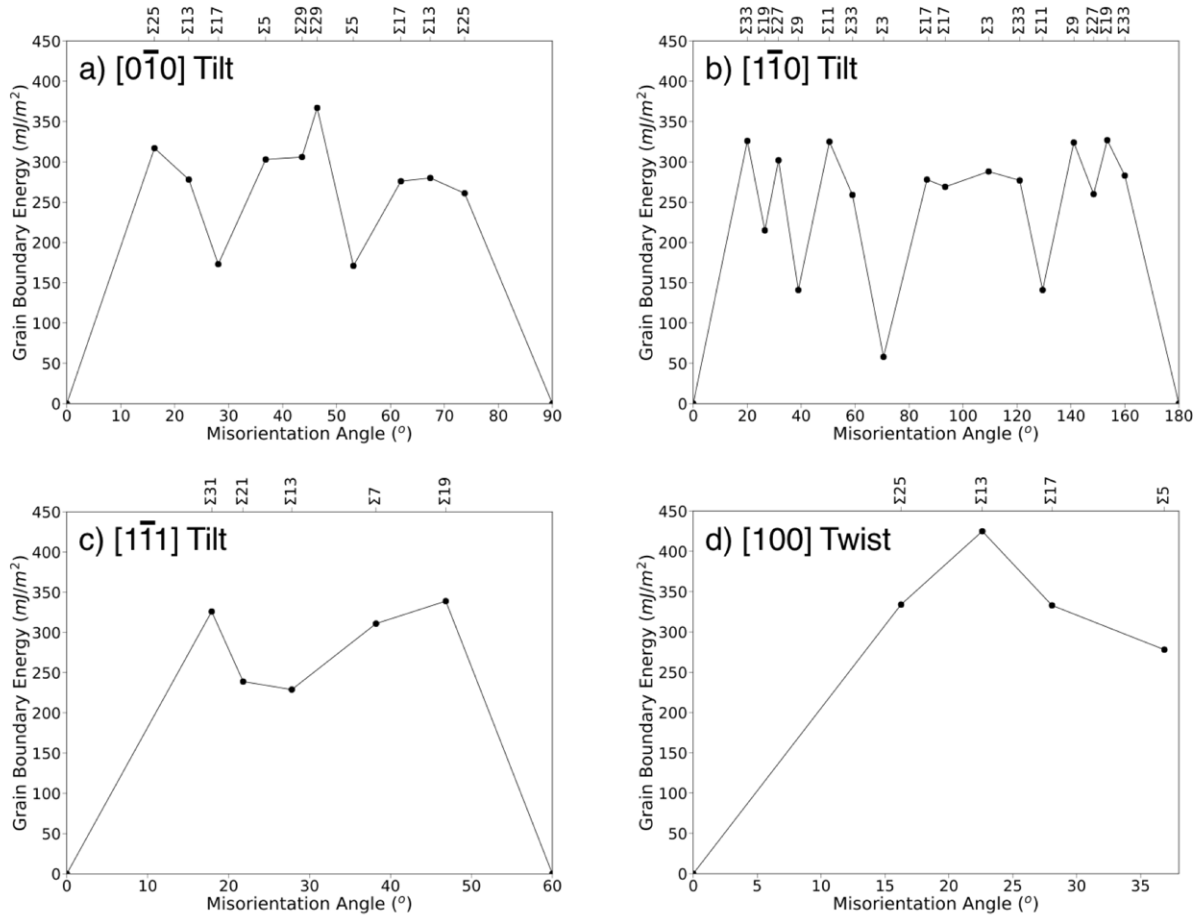 Σ25 Σ13 Σ17 Σ5 Σ29 Σ29 Σ5 Σ17 Σ13 Σ25
a) [01̅0] Tilt
450
400
350
300
250
200
150
100
50
0
Grain Boundary Energy (mJ/m²)
0 10 20 30 40 50 60 70 80 90
Misorientation Angle (°)
Σ33 Σ19 Σ27 Σ9 Σ11 Σ33 Σ3 Σ17 Σ17 Σ3 Σ33 Σ11 Σ9 Σ27 Σ19 Σ33
b) [11̅0] Tilt
450
400
350
300
250
200
150
100
50
0
Grain Boundary Energy (mJ/m²)
0 20 40 60 80 100 120 140 160 180
Misorientation Angle (°)
Σ31 Σ21 Σ13 Σ7 Σ19
c) [11̅1] Tilt
450
400
350
300
250
200
150
100
50
0
Grain Boundary Energy (mJ/m²)
0 10 20 30 40 50 60
Misorientation Angle (°)
Σ25 Σ13 Σ17 Σ5
d) [100] Twist
450
400
350
300
250
200
150
100
50
0
Grain Boundary Energy (mJ/m²)
0 5 10 15 20 25 30 35
Misorientation Angle (°)